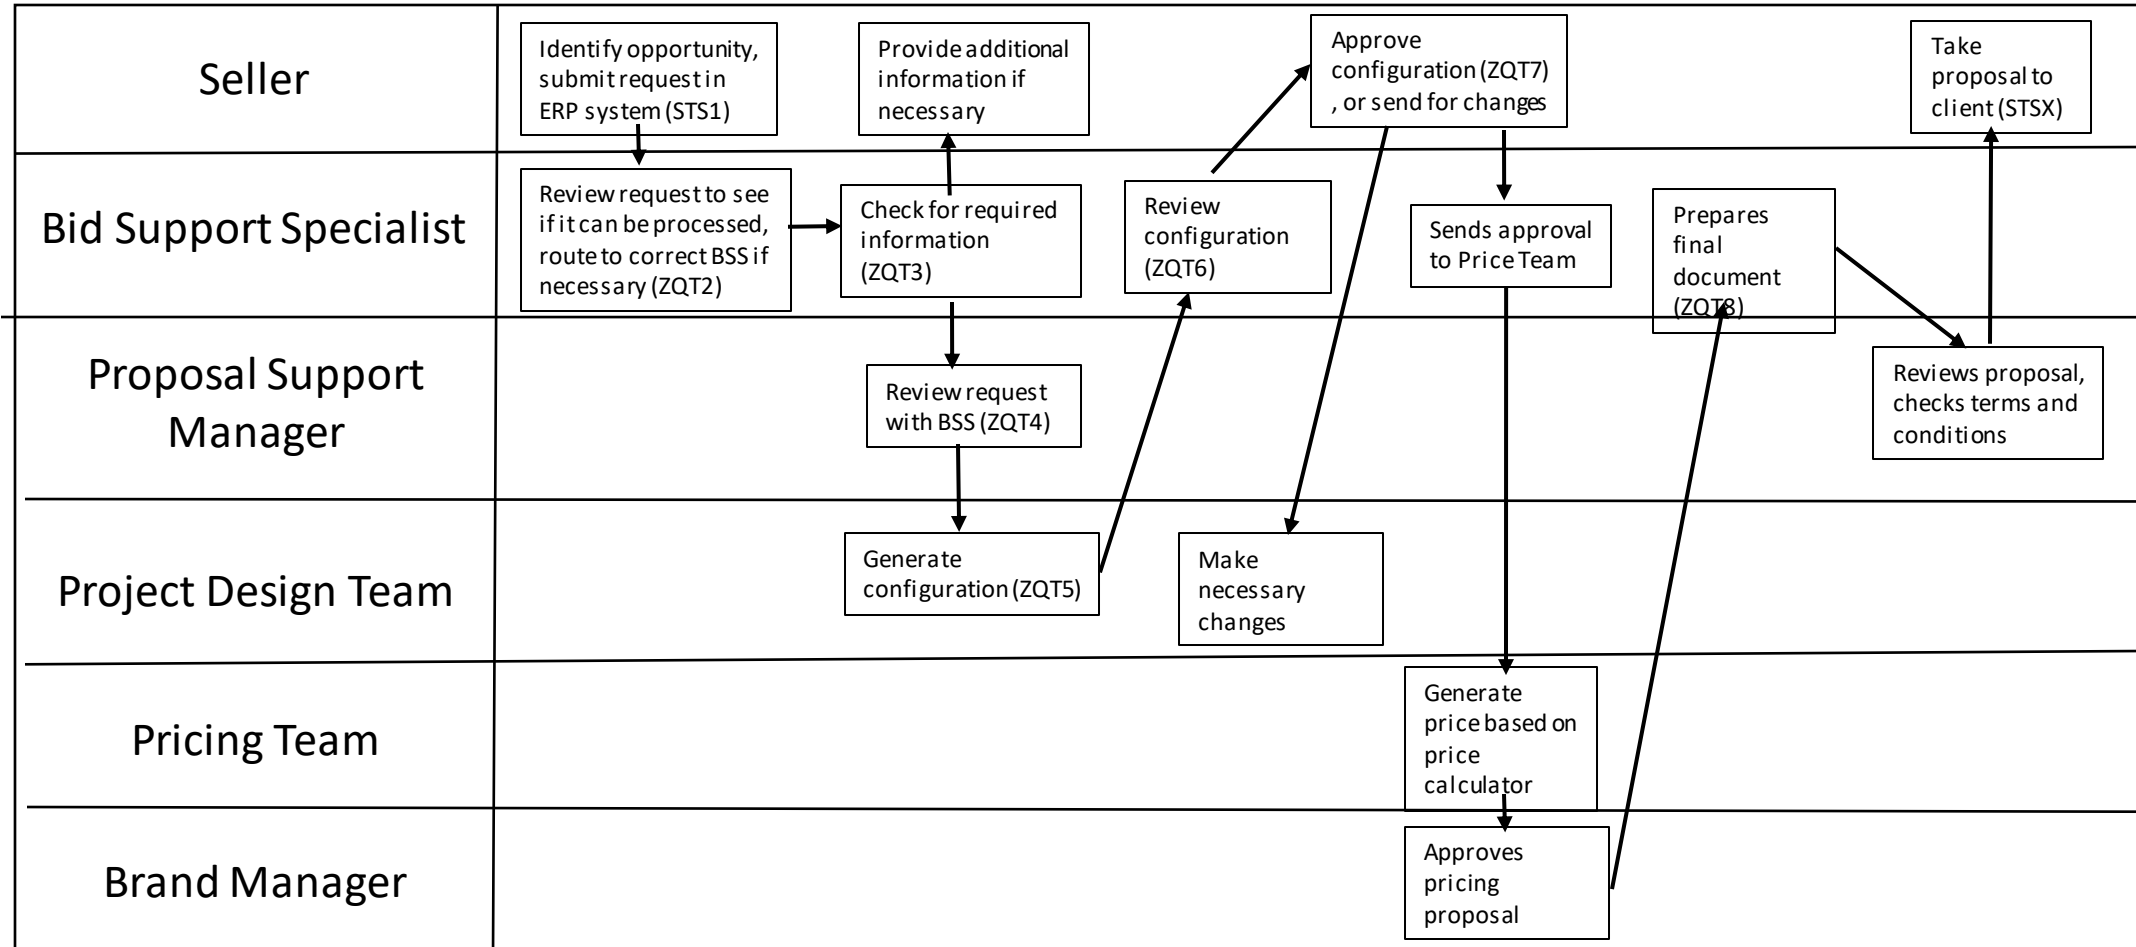 Seller
Identify opportunity,
submit request in
ERP system (STS1)
Provide additional
information if
necessary
Approve
configuration (ZQT7)
, or send for changes
Take
proposal to
client (STSX)
Bid Support Specialist
Review request to see
if it can be processed,
route to correct BSS if
necessary (ZQT2)
Check for required
information
(ZQT3)
Review
configuration
(ZQT6)
Sends approval
to Price Team
Prepares
final
document
(ZQT8)
Proposal Support
Manager
Review request
with BSS (ZQT4)
Reviews proposal,
checks terms and
conditions
Project Design Team
Generate
configuration (ZQT5)
Make
necessary
changes
Pricing Team
Generate
price based on
price
calculator
Brand Manager
Approves
pricing
proposal